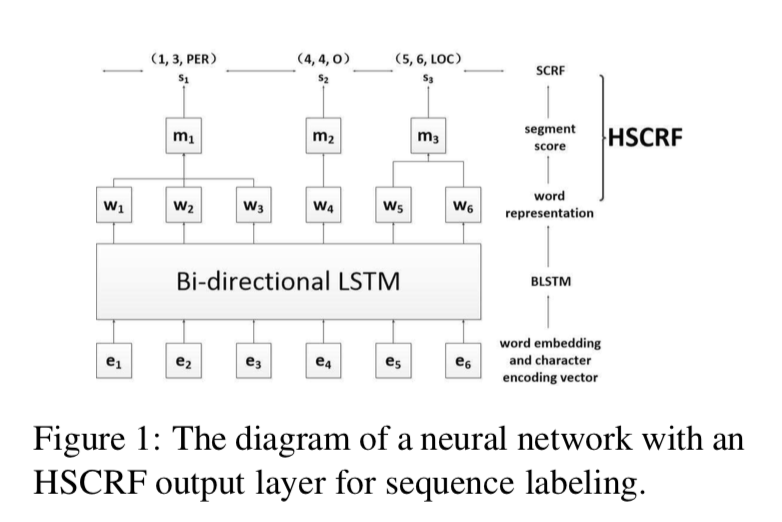 (1, 3, PER) (4, 4, O) (5, 6, LOC)
s₁ s₂ s₃ SCRF
m₁ m₂ m₃ segment
score
HSCRF
w₁ w₂ w₃ w₄ w₅ w₆ word
representation
Bi-directional LSTM BLSTM
e₁ e₂ e₃ e₄ e₅ e₆ word embedding
and character
encoding vector
Figure 1: The diagram of a neural network with an
HSCRF output layer for sequence labeling.